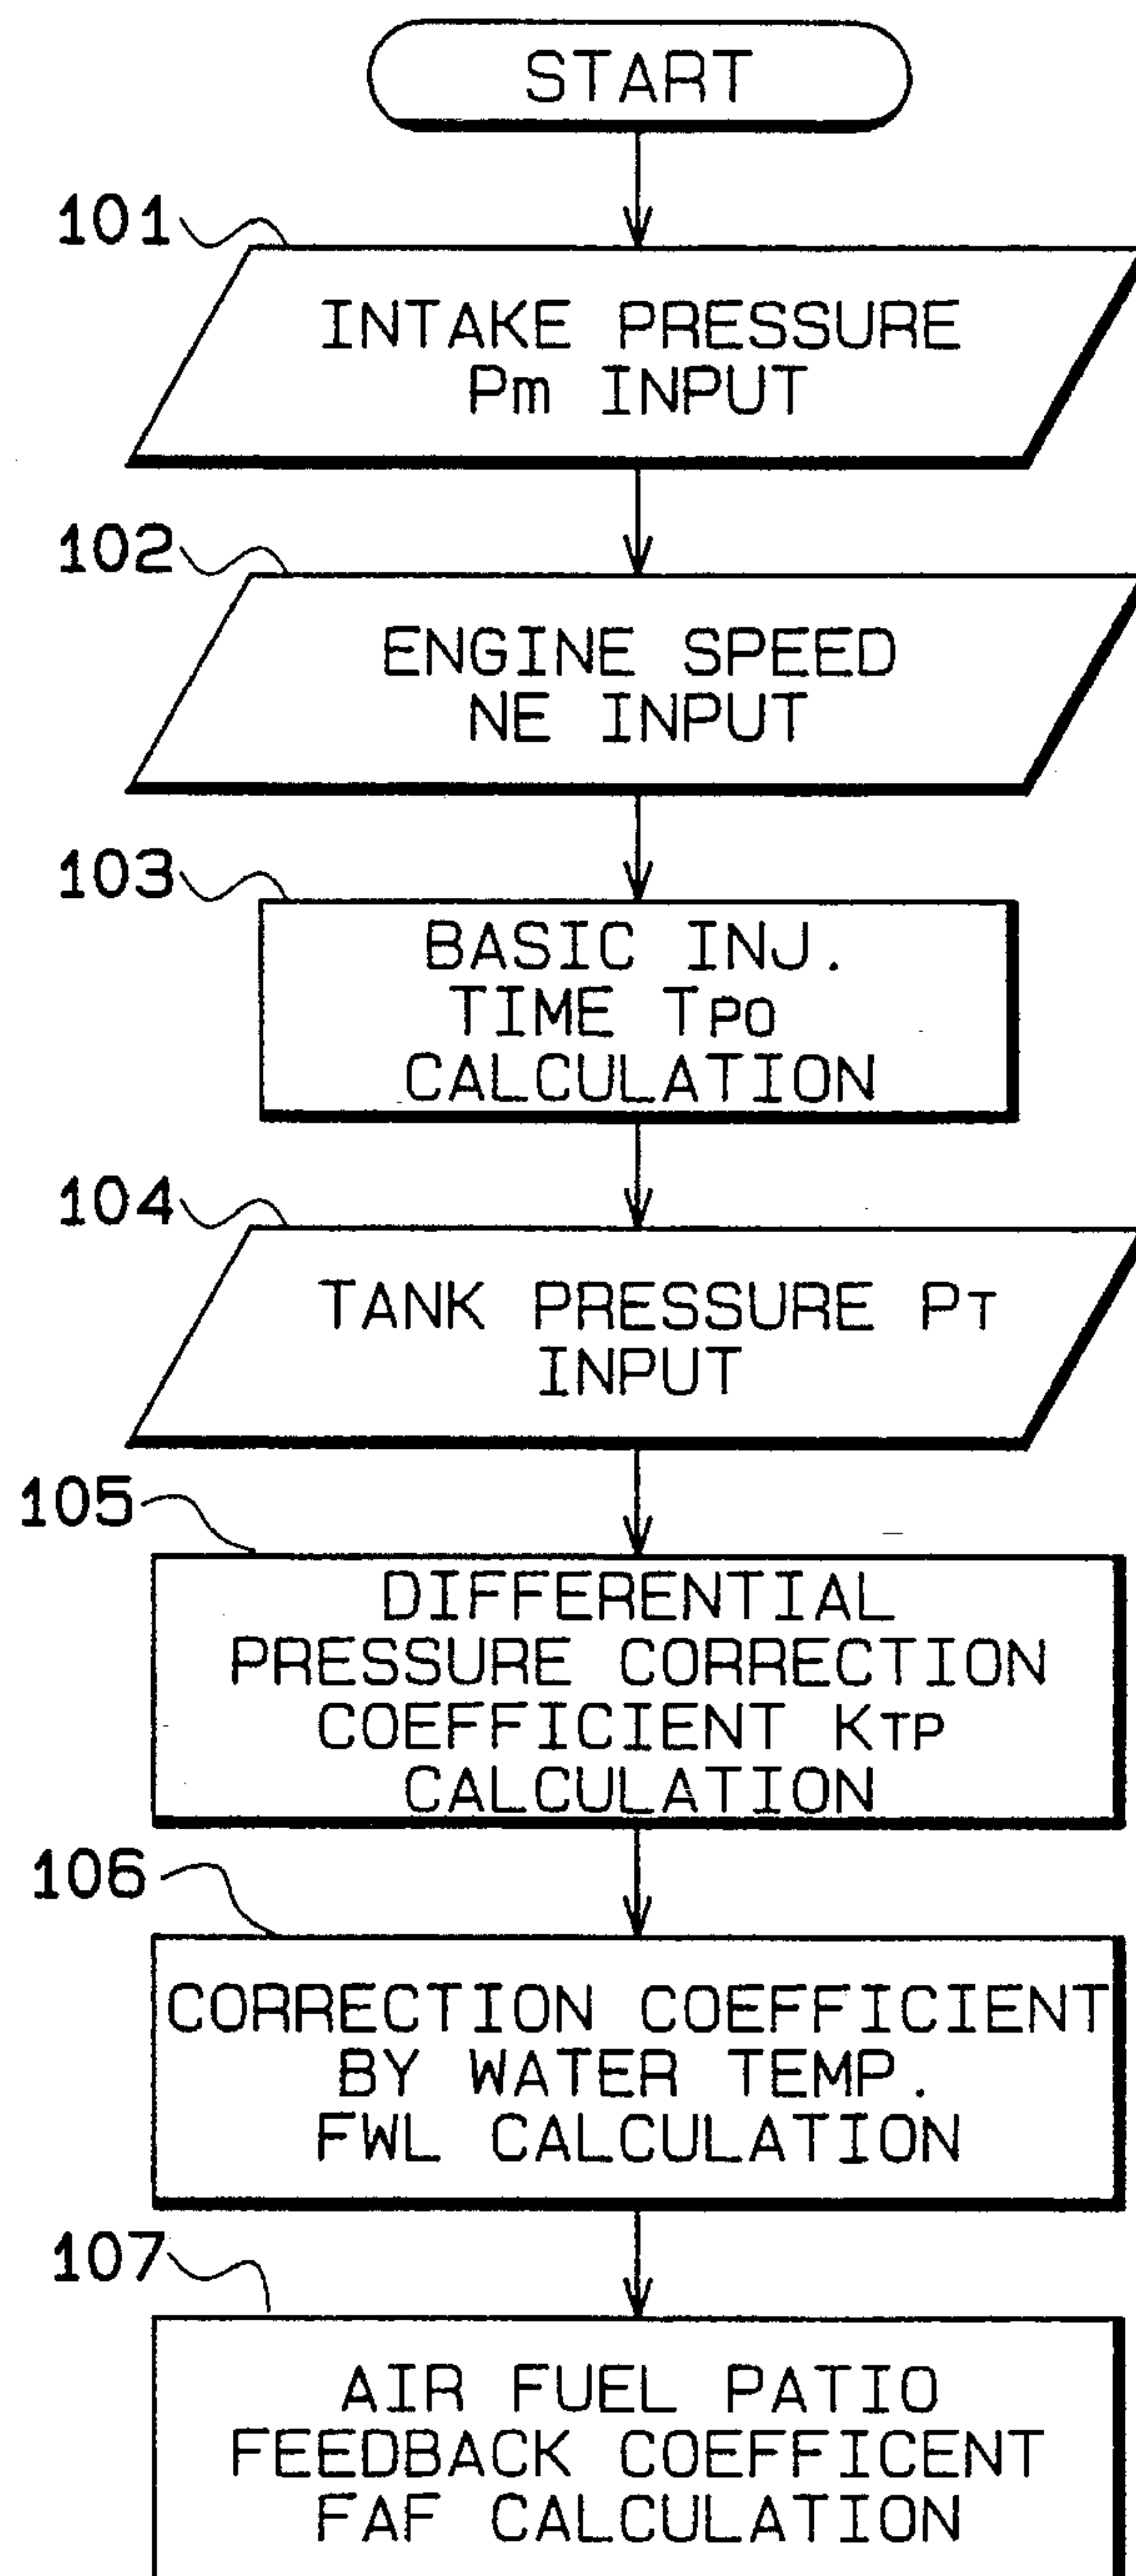 START
101
INTAKE PRESSURE
Pm INPUT
102
ENGINE SPEED
NE INPUT
103
BASIC INJ.
TIME TPO
CALCULATION
104
TANK PRESSURE PT
INPUT
105
DIFFERENTIAL
PRESSURE CORRECTION
COEFFICIENT KTP
CALCULATION
106
CORRECTION COEFFICIENT
BY WATER TEMP.
FWL CALCULATION
107
AIR FUEL PATIO
FEEDBACK COEFFICENT
FAF CALCULATION